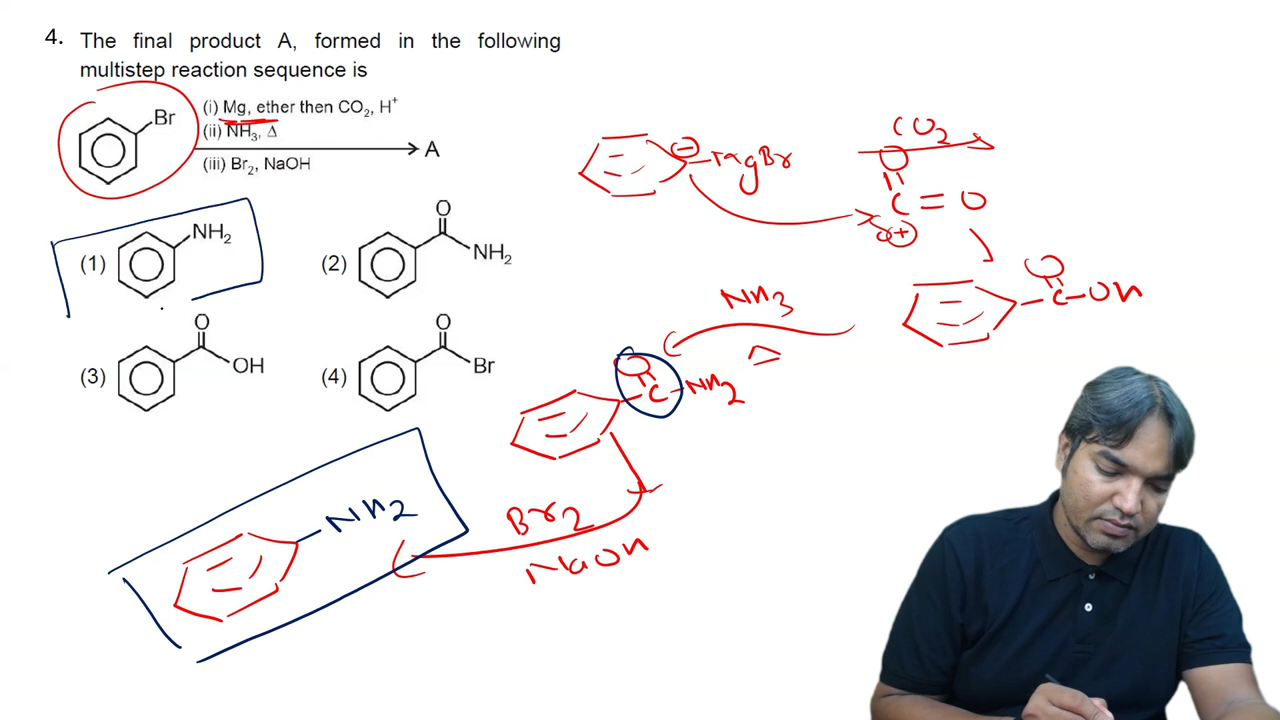 4. The final product A, formed in the following
multistep reaction sequence is
Br
(i) Mg, ether then CO₂, H⁺
(ii) NH₃, Δ
(iii) Br₂, NaOH
A
(1)
NH₂
(2)
O
NH₂
(3)
O
OH
(4)
O
Br
⊖
MgBr
CO₂
O
C = O
δ⊕
O
C-OH
NH₃
Δ
O
C-NH₂
Br₂
NaOH
NH₂